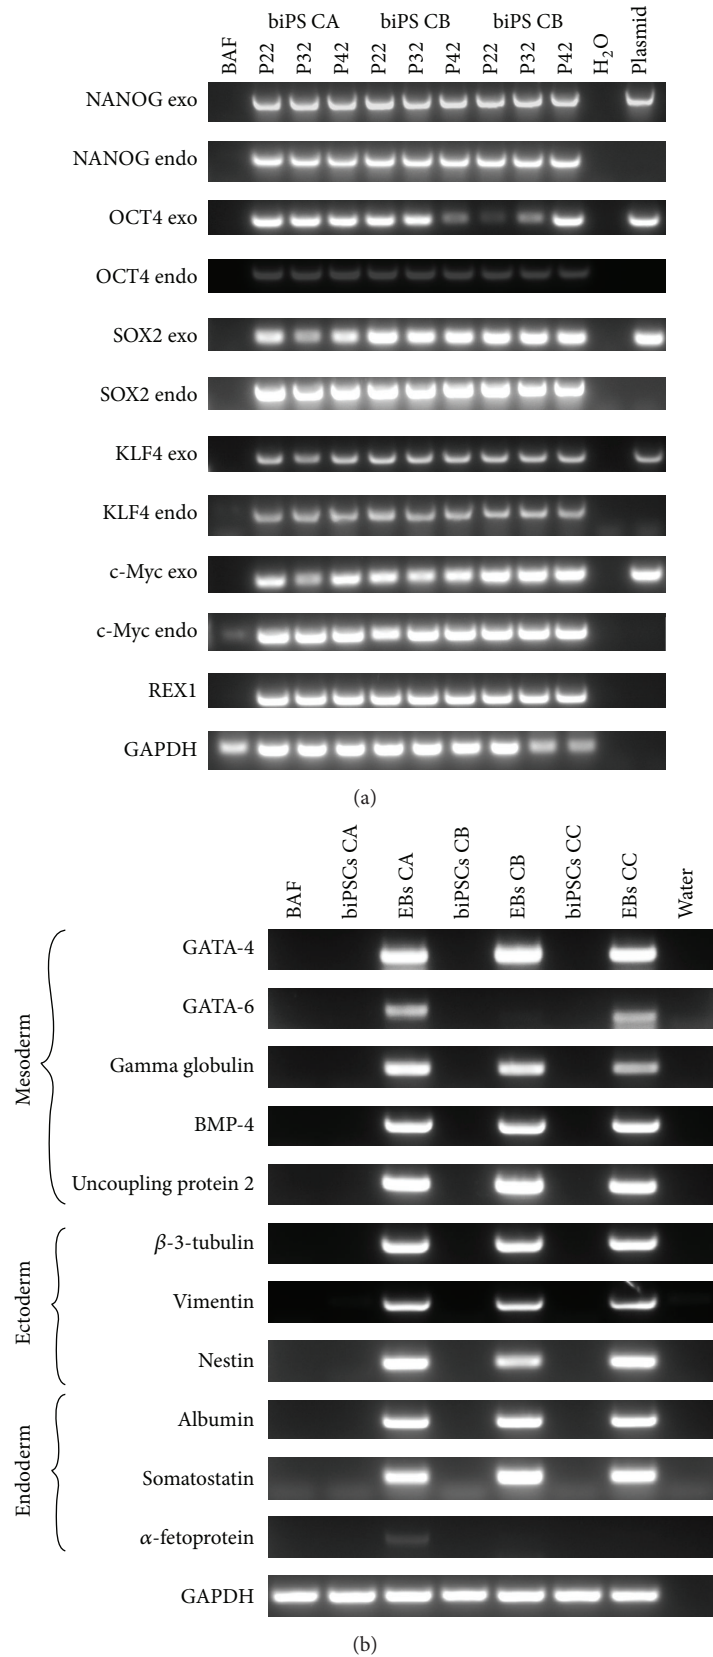 biPS CA biPS CB biPS CB
BAF P22 P32 P42 P22 P32 P42 P22 P32 P42 H₂O Plasmid
NANOG exo
NANOG endo
OCT4 exo
OCT4 endo
SOX2 exo
SOX2 endo
KLF4 exo
KLF4 endo
c-Myc exo
c-Myc endo
REX1
GAPDH
(a)
BAF biPSCs CA EBs CA biPSCs CB EBs CB biPSCs CC EBs CC Water
Mesoderm
GATA-4
GATA-6
Gamma globulin
BMP-4
Uncoupling protein 2
Ectoderm
β-3-tubulin
Vimentin
Nestin
Endoderm
Albumin
Somatostatin
α-fetoprotein
GAPDH
(b)